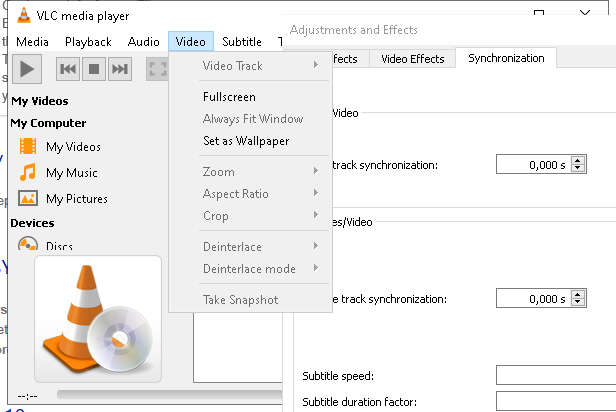 VLC media player
Media Playback Audio Video Subtitle T
My Videos
My Computer
My Videos
My Music
My Pictures
Devices
Discs
--:--
Video Track
Fullscreen
Always Fit Window
Set as Wallpaper
Zoom
Aspect Ratio
Crop
Deinterlace
Deinterlace mode
Take Snapshot
Adjustments and Effects
ffects Video Effects Synchronization
/Video
track synchronization: 0,000 s
es/Video
e track synchronization: 0,000 s
Subtitle speed:
Subtitle duration factor: